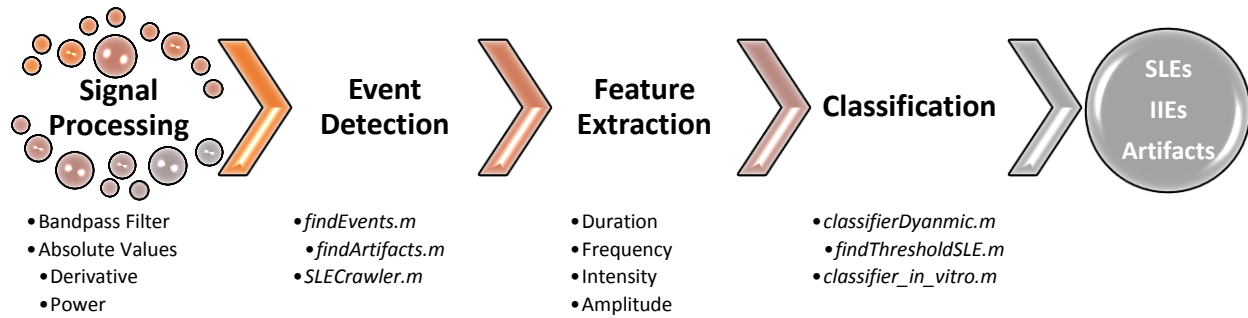 Signal
Processing
Event
Detection
Feature
Extraction
Classification
SLEs
IIEs
Artifacts
•Bandpass Filter
•Absolute Values
•Derivative
•Power
•findEvents.m
•findArtifacts.m
•SLECrawler.m
•Duration
•Frequency
•Intensity
•Amplitude
•classifierDyanmic.m
•findThresholdSLE.m
•classifier_in_vitro.m